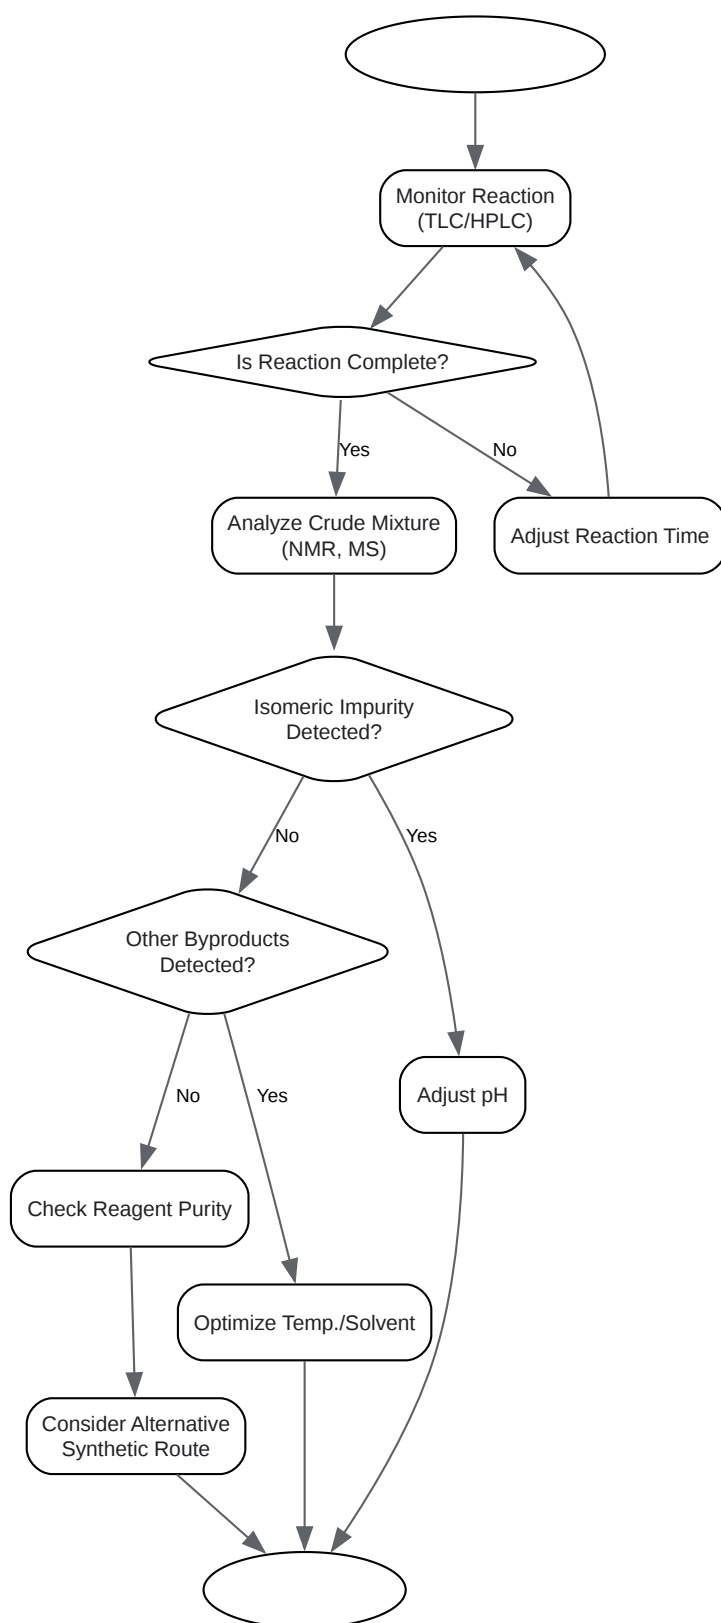 Monitor Reaction
(TLC/HPLC)
Is Reaction Complete?
Yes
No
Analyze Crude Mixture
(NMR, MS)
Adjust Reaction Time
Isomeric Impurity
Detected?
No
Yes
Other Byproducts
Detected?
No
Yes
Adjust pH
Check Reagent Purity
Optimize Temp./Solvent
Consider Alternative
Synthetic Route